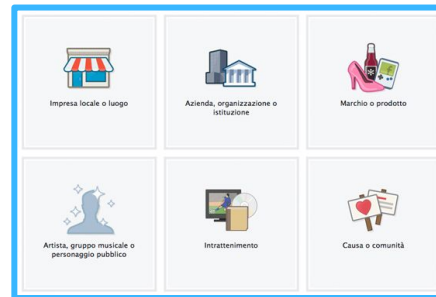 Impresa locale o luogo
Azienda, organizzazione o
istituzione
Marchio o prodotto
Artista, gruppo musicale o
personaggio pubblico
Intrattenimento
Causa o comunità